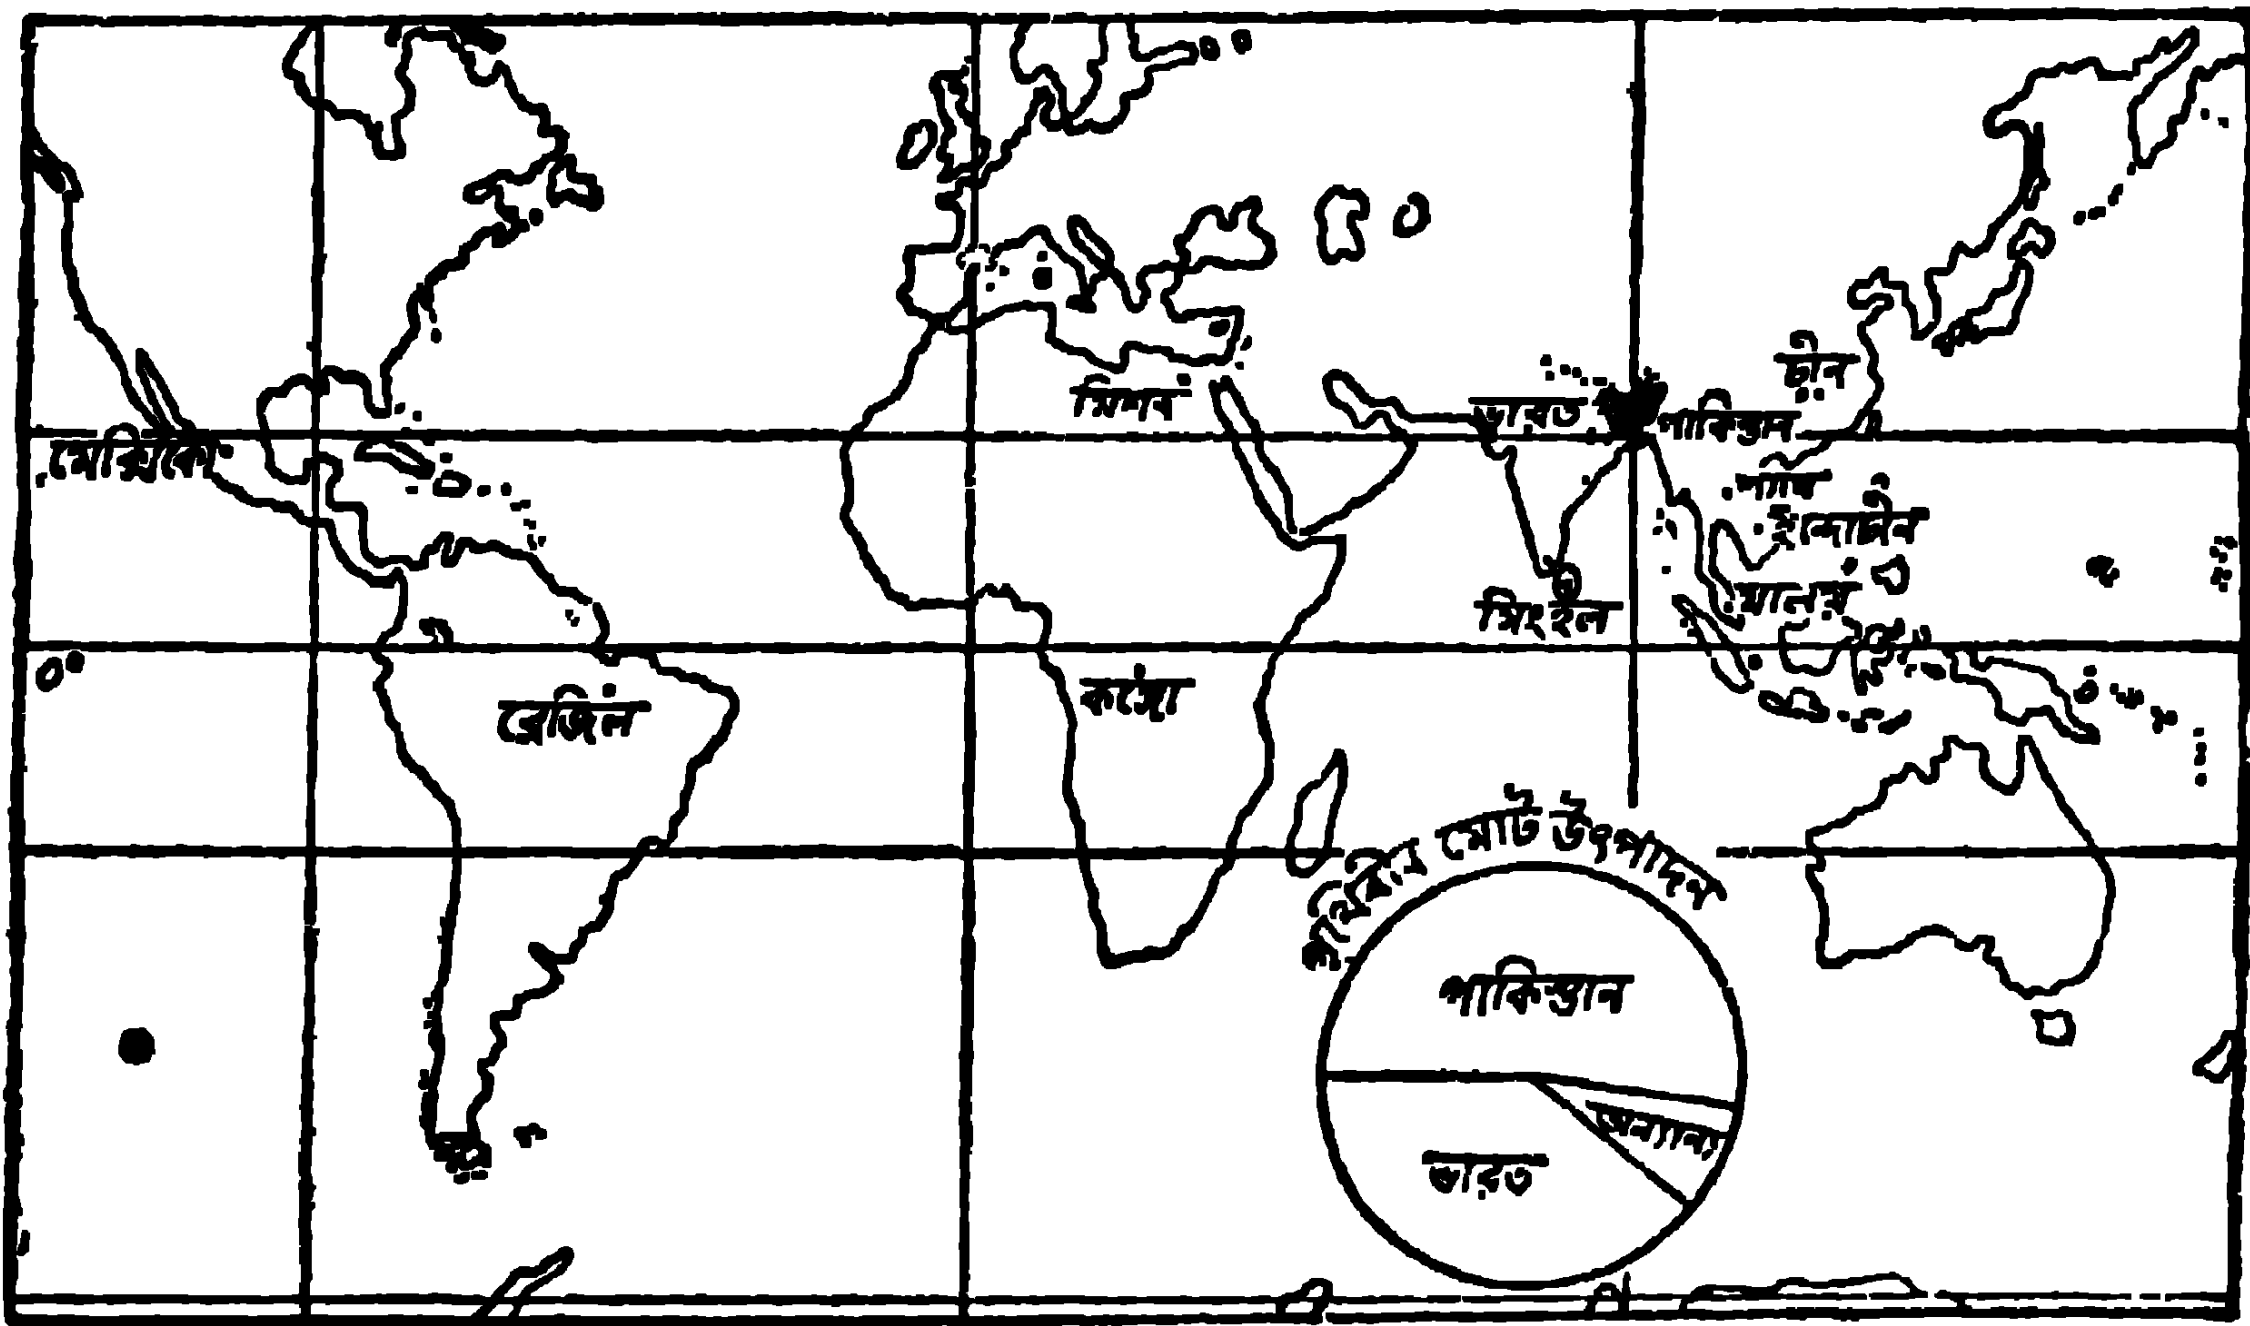 মিশর
চীন
ভারত
পাকিস্তান
মেক্সিকো
শ্যাম
ইন্দোচীন
মালয়
সিংহল
ব্রেজিল
কঙ্গো
পৃথিবীর মোট উৎপাদন
পাকিস্তান
অন্যান্য
ভারত